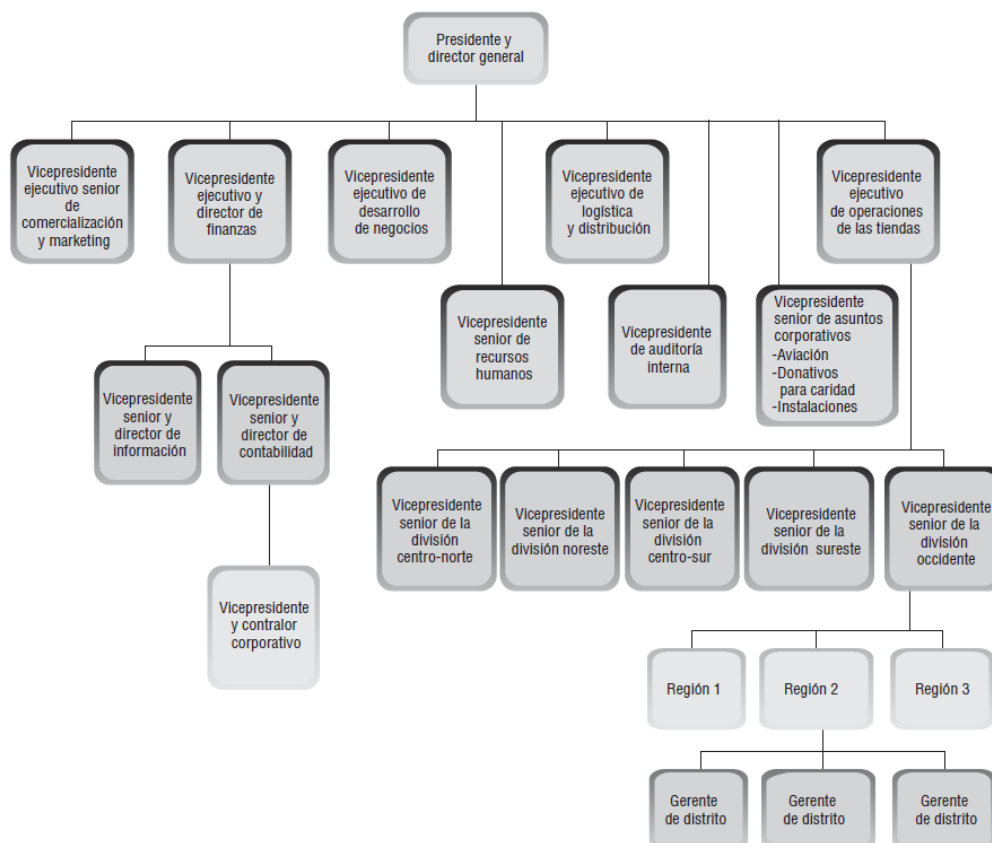 Presidente y
director general
Vicepresidente
ejecutivo senior
de
comercialización
y marketing
Vicepresidente
ejecutivo y
director de
finanzas
Vicepresidente
ejecutivo de
desarrollo
de negocios
Vicepresidente
ejecutivo de
logística
y distribución
Vicepresidente
ejecutivo
de operaciones
de las tiendas
Vicepresidente
senior de
recursos
humanos
Vicepresidente
de auditoría
interna
Vicepresidente
senior de asuntos
corporativos
-Aviación
-Donativos
para caridad
-Instalaciones
Vicepresidente
senior y
director de
información
Vicepresidente
senior y
director de
contabilidad
Vicepresidente
senior de la
división
centro-norte
Vicepresidente
senior de la
división noreste
Vicepresidente
senior de la
división
centro-sur
Vicepresidente
senior de la
división sureste
Vicepresidente
senior de la
división
occidente
Vicepresidente
y contralor
corporativo
Región 1
Región 2
Región 3
Gerente
de distrito
Gerente
de distrito
Gerente
de distrito